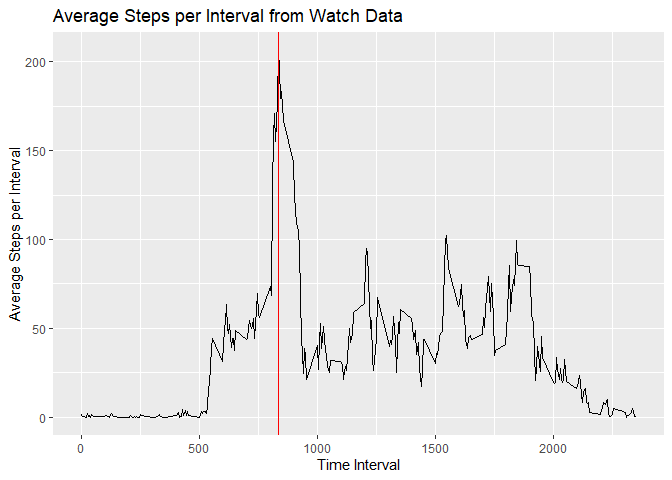 Average Steps per Interval from Watch Data
Average Steps per Interval
200
150
100
50
0
0 500 1000 1500 2000
Time Interval